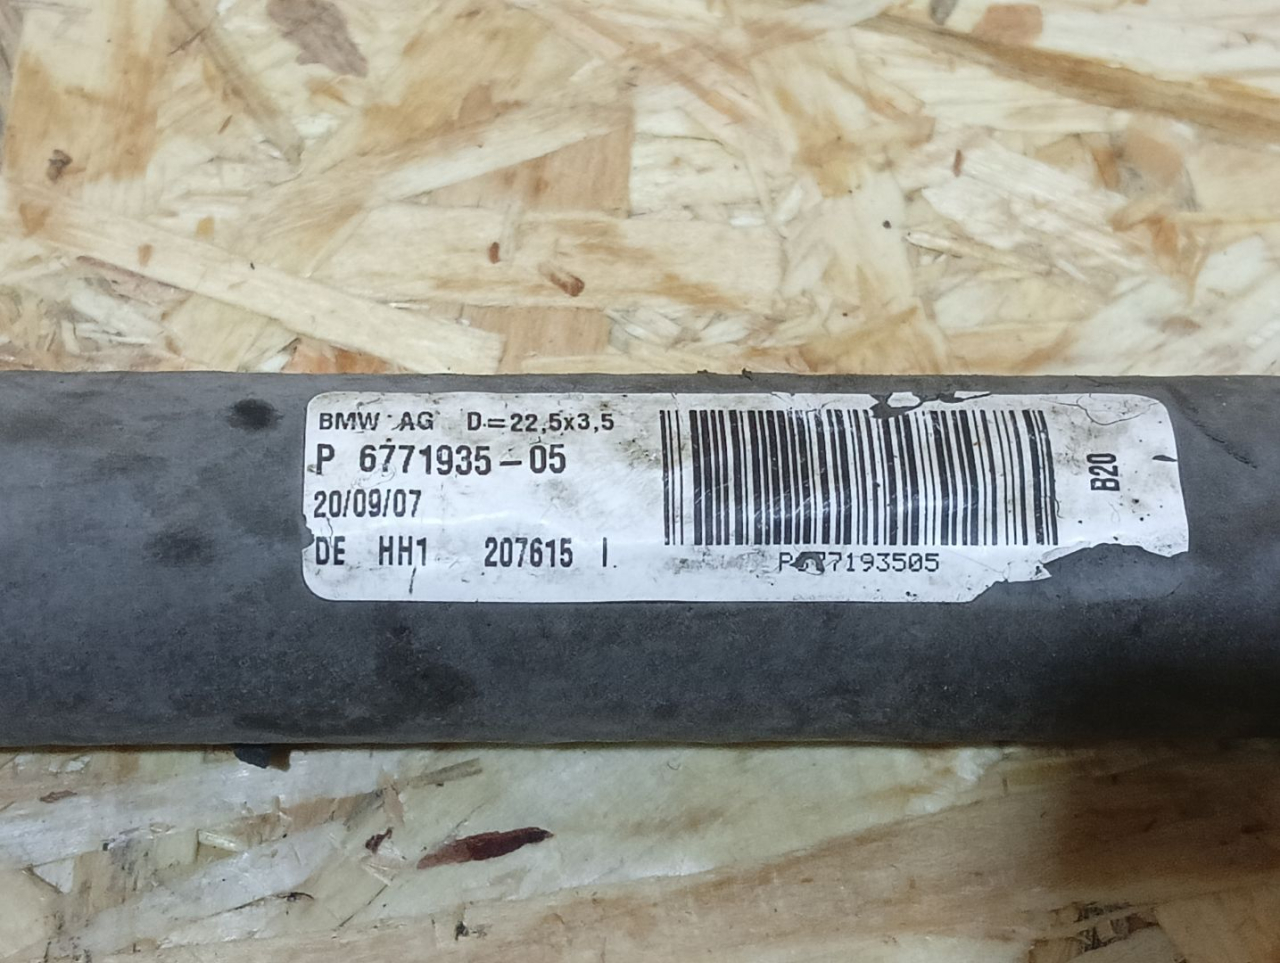 BMW AG D=22,5x3,5
P 6771935-05
20/09/07
DE HH1 207615 I
B20